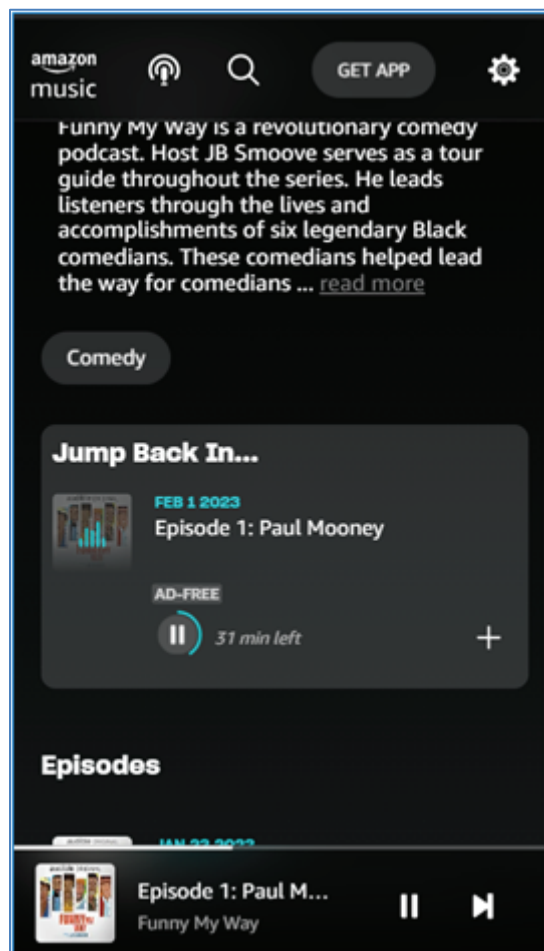 amazon
music
GET APP
Funny My Way is a revolutionary comedy
podcast. Host JB Smoove serves as a tour
guide throughout the series. He leads
listeners through the lives and
accomplishments of six legendary Black
comedians. These comedians helped lead
the way for comedians ... read more
Comedy
Jump Back In...
FEB 1 2023
Episode 1: Paul Mooney
AD-FREE
31 min left
Episodes
Episode 1: Paul M...
Funny My Way